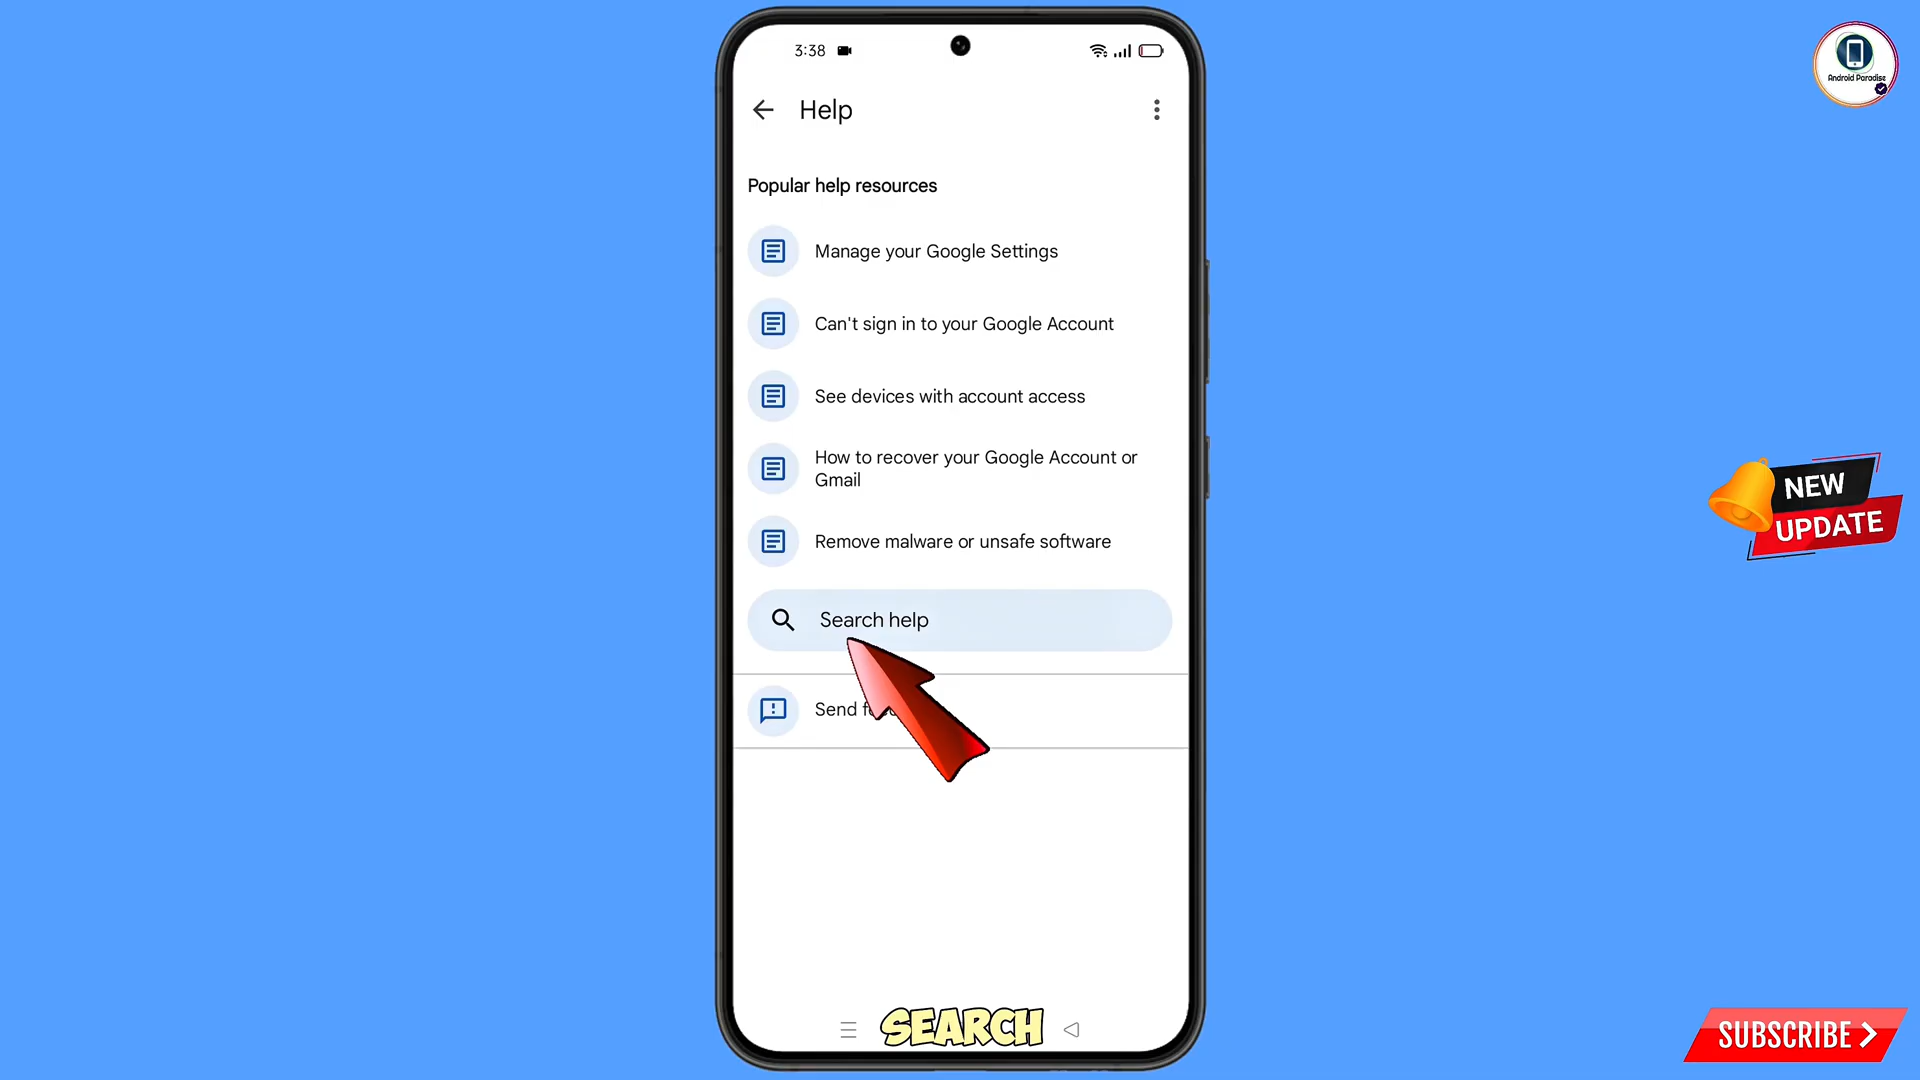 3:38
Android Paradise
Help
Popular help resources
Manage your Google Settings
Can't sign in to your Google Account
See devices with account access
How to recover your Google Account or
Gmail
NEW
UPDATE
Remove malware or unsafe software
Search help
Send
SEARCH
SUBSCRIBE